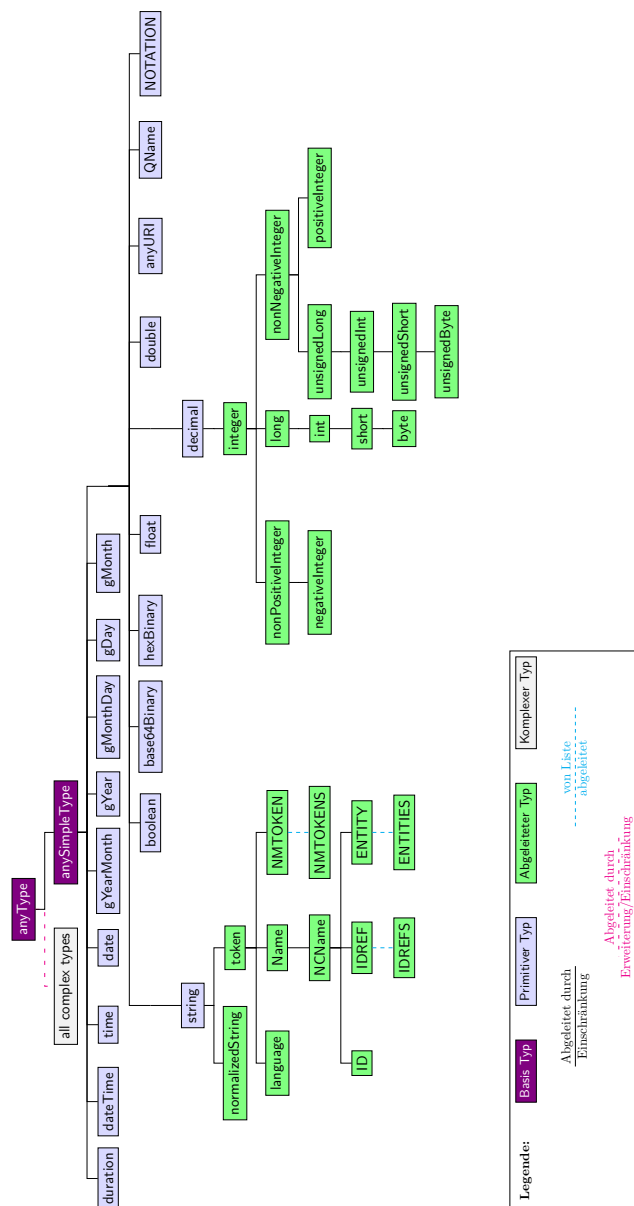 anyType
all complex types
anySimpleType
duration
dateTime
time
date
gYearMonth
gYear
gMonthDay
gDay
gMonth
boolean
base64Binary
hexBinary
float
double
anyURI
QName
NOTATION
string
decimal
normalizedString
token
integer
language
Name
NMTOKEN
nonPositiveInteger
long
nonNegativeInteger
NCName
NMTOKENS
negativeInteger
int
unsignedLong
positiveInteger
ID
IDREF
ENTITY
short
unsignedInt
IDREFS
ENTITIES
byte
unsignedShort
unsignedByte
Legende:
Basis Typ
Primitiver Typ
Abgeleiteter Typ
Komplexer Typ
Abgeleitet durch
Einschränkung
von Liste
abgeleitet
Abgeleitet durch
Erweiterung/Einschränkung